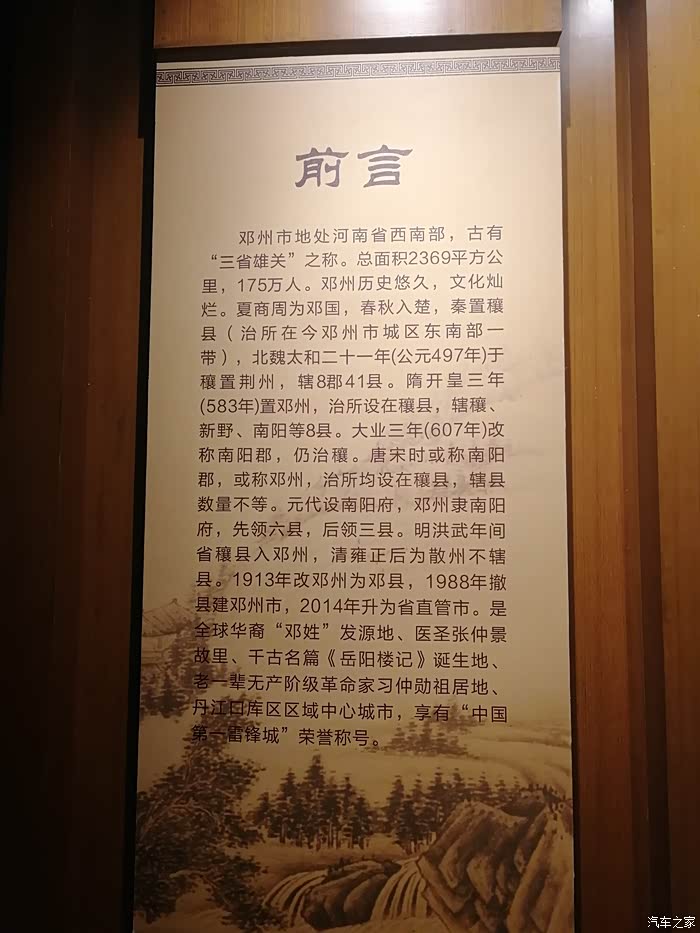 前言
邓州市地处河南省西南部，古有
“三省雄关”之称。总面积2369平方公
里，175万人。邓州历史悠久，文化灿
烂。夏商周为邓国，春秋入楚，秦置穰
县（治所在今邓州市城区东南部一
带），北魏太和二十一年(公元497年)于
穰置荆州，辖8郡41县。隋开皇三年
(583年)置邓州，治所设在穰县，辖穰、
新野、南阳等8县。大业三年(607年)改
称南阳郡，仍治穰。唐宋时或称南阳
郡，或称邓州，治所均设在穰县，辖县
数量不等。元代设南阳府，邓州隶南阳
府，先领六县，后领三县。明洪武年间
省穰县入邓州，清雍正后为散州不辖
县。1913年改邓州为邓县，1988年撤
县建邓州市，2014年升为省直管市。是
全球华裔“邓姓”发源地、医圣张仲景
故里、千古名篇《岳阳楼记》诞生地、
老一辈无产阶级革命家习仲勋祖居地、
丹江口库区区域中心城市，享有“中国
第一雷锋城”荣誉称号。
汽车之家